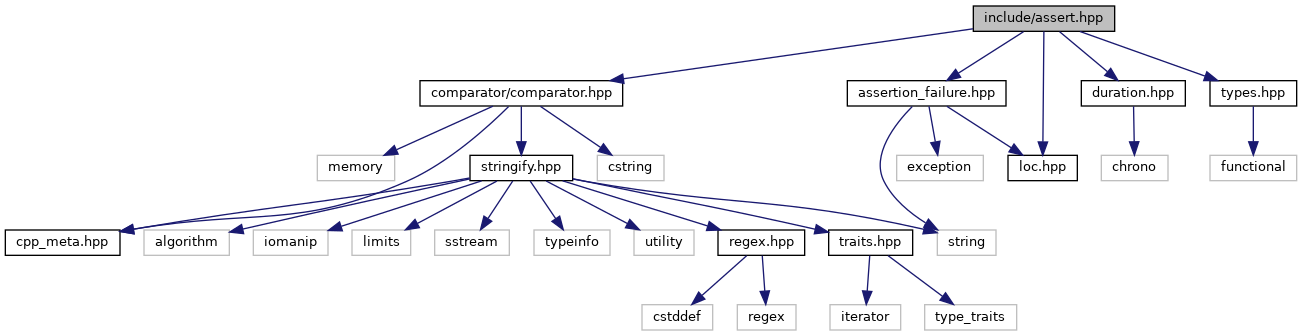 include/assert.hpp
comparator/comparator.hpp
assertion_failure.hpp
duration.hpp
types.hpp
memory
stringify.hpp
cstring
exception
loc.hpp
chrono
functional
cpp_meta.hpp
algorithm
iomanip
limits
sstream
typeinfo
utility
regex.hpp
traits.hpp
string
cstddef
regex
iterator
type_traits